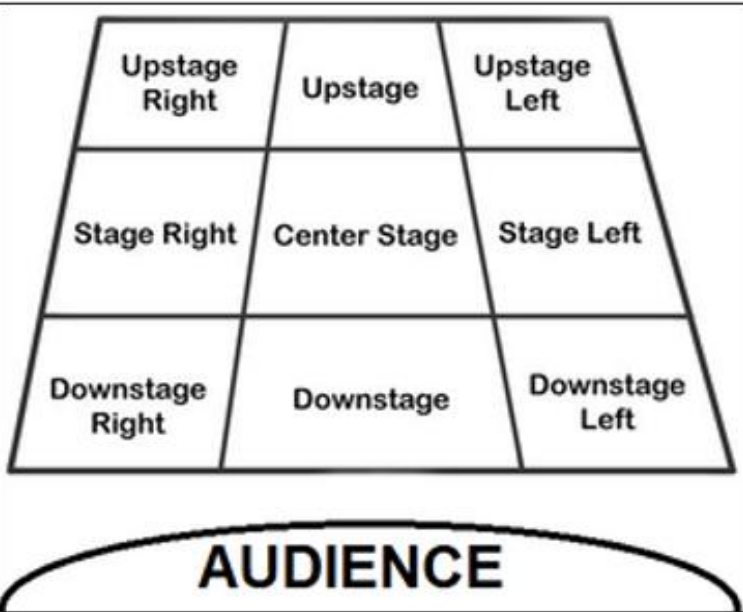 Upstage
Right
Upstage
Upstage
Left
Stage Right
Center Stage
Stage Left
Downstage
Right
Downstage
Downstage
Left
AUDIENCE